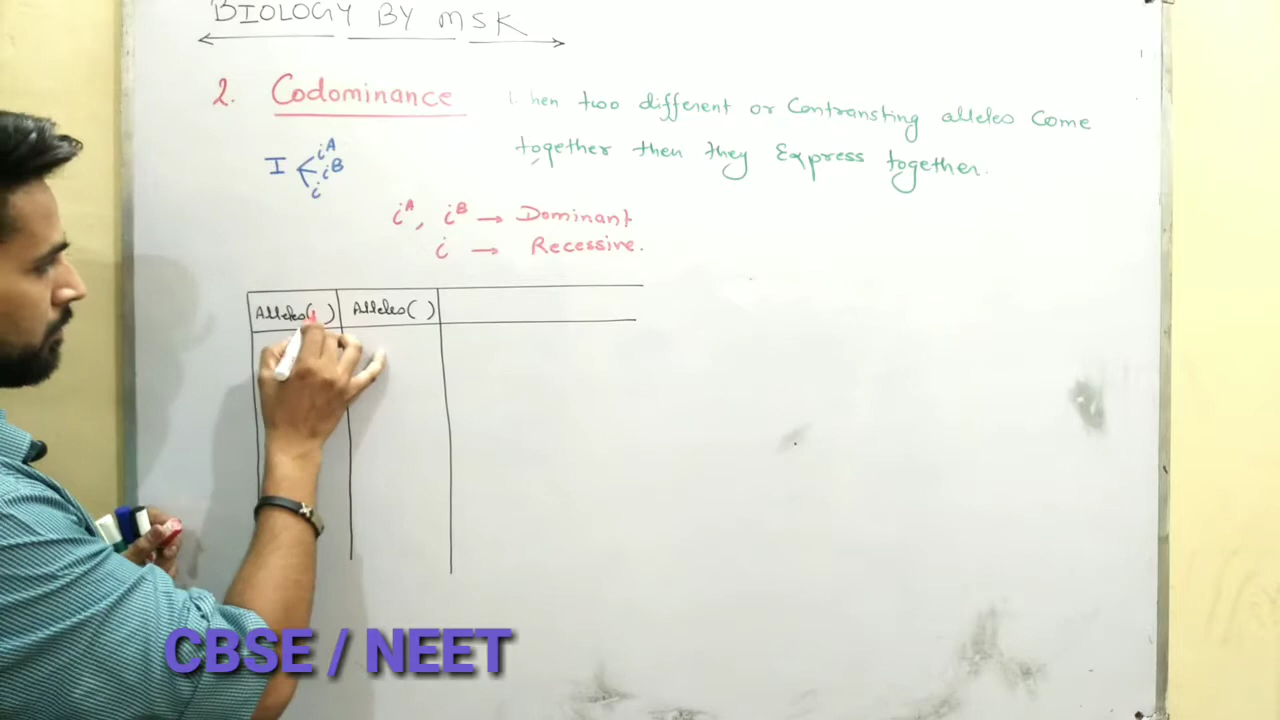 BIOLOGY BY MSK
2. Codominance
hen two different or Contransting alleles Come
together then they Express together.
I
iA
iB
i
iA, iB → Dominant
i → Recessive.
Alleles( ) Alleles( )
CBSE / NEET